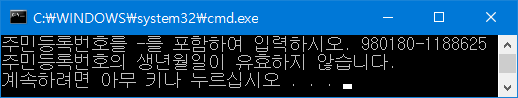 C:₩WINDOWS₩system32₩cmd.exe
주민등록번호를 -를 포함하여 입력하시오. 980180-1188625
주민등록번호의 생년월일이 유효하지 않습니다.
계속하려면 아무 키나 누르십시오 . . .